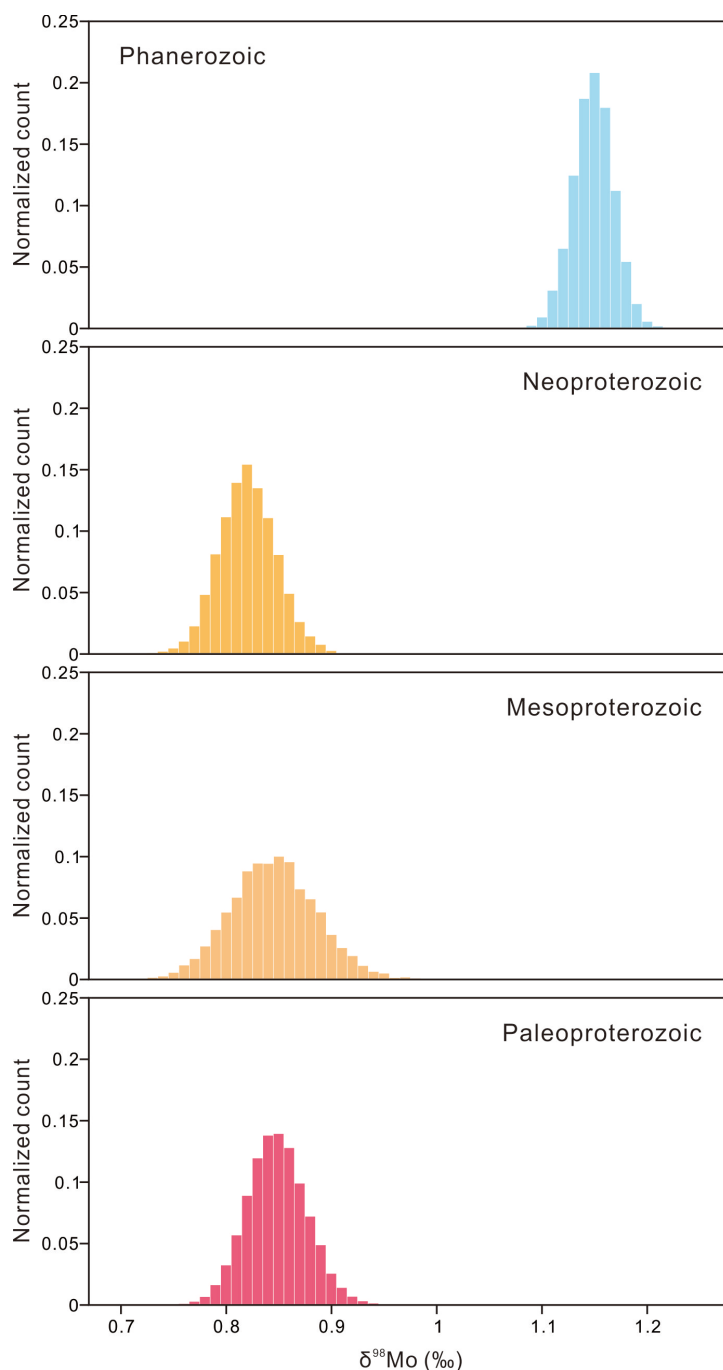 Phanerozoic
Normalized count
0.25
0.2
0.15
0.1
0.05
0
Neoproterozoic
Normalized count
0.25
0.2
0.15
0.1
0.05
0
Mesoproterozoic
Normalized count
0.25
0.2
0.15
0.1
0.05
0
Paleoproterozoic
Normalized count
0.25
0.2
0.15
0.1
0.05
0
0.7 0.8 0.9 1 1.1 1.2
δ⁹⁸Mo (‰)